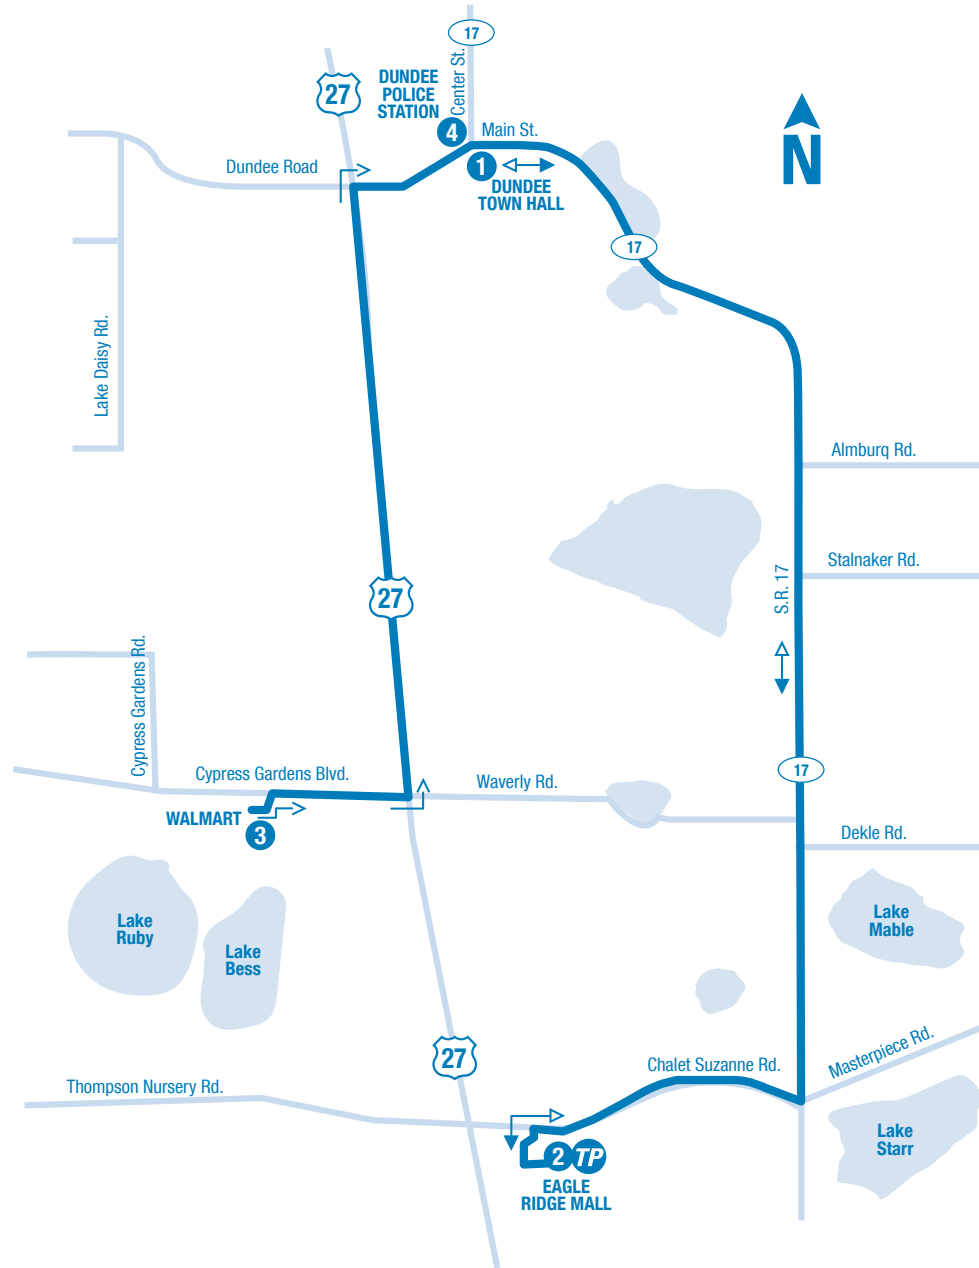 17
Center St.
27
DUNDEE
POLICE
STATION
4
Main St.
1
DUNDEE
TOWN HALL
N
Dundee Road
17
Lake Daisy Rd.
Almburq Rd.
Stalnaker Rd.
S.R. 17
27
Cypress Gardens Rd.
Cypress Gardens Blvd.
Waverly Rd.
17
WALMART
3
Dekle Rd.
Lake
Ruby
Lake
Bess
Lake
Mable
27
Chalet Suzanne Rd.
Masterpiece Rd.
Thompson Nursery Rd.
2
TP
EAGLE
RIDGE MALL
Lake
Starr